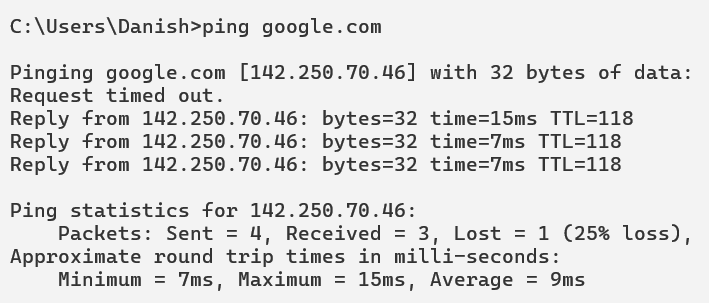 C:\Users\Danish>ping google.com
Pinging google.com [142.250.70.46] with 32 bytes of data:
Request timed out.
Reply from 142.250.70.46: bytes=32 time=15ms TTL=118
Reply from 142.250.70.46: bytes=32 time=7ms TTL=118
Reply from 142.250.70.46: bytes=32 time=7ms TTL=118
Ping statistics for 142.250.70.46:
Packets: Sent = 4, Received = 3, Lost = 1 (25% loss),
Approximate round trip times in milli-seconds:
Minimum = 7ms, Maximum = 15ms, Average = 9ms